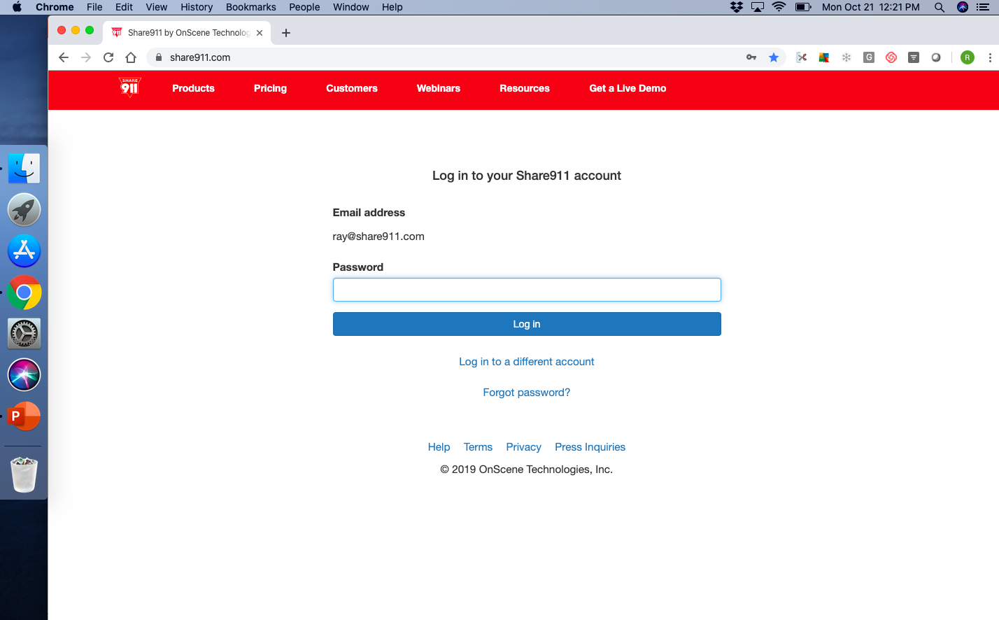 Chrome File Edit View History Bookmarks People Window Help Mon Oct 21 12:21 PM
Share911 by OnScene Technolog
share911.com G R
SHARE
911
Products Pricing Customers Webinars Resources Get a Live Demo
Log in to your Share911 account
Email address
ray@share911.com
Password
Log in
Log in to a different account
Forgot password?
P
Help Terms Privacy Press Inquiries
© 2019 OnScene Technologies, Inc.